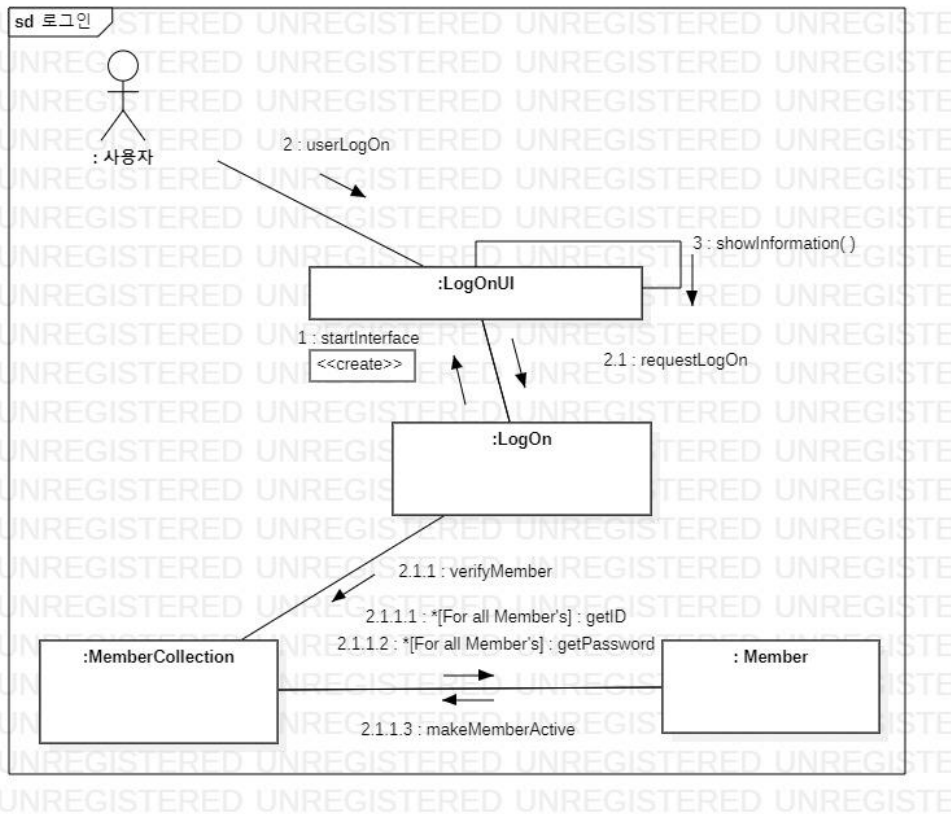 sd 로그인
: 사용자
2 : userLogOn
3 : showInformation( )
:LogOnUI
1 : startInterface
<<create>>
2.1 : requestLogOn
:LogOn
2.1.1 : verifyMember
2.1.1.1 : *[For all Member's] : getID
2.1.1.2 : *[For all Member's] : getPassword
:MemberCollection
: Member
2.1.1.3 : makeMemberActive
UNREGISTERED